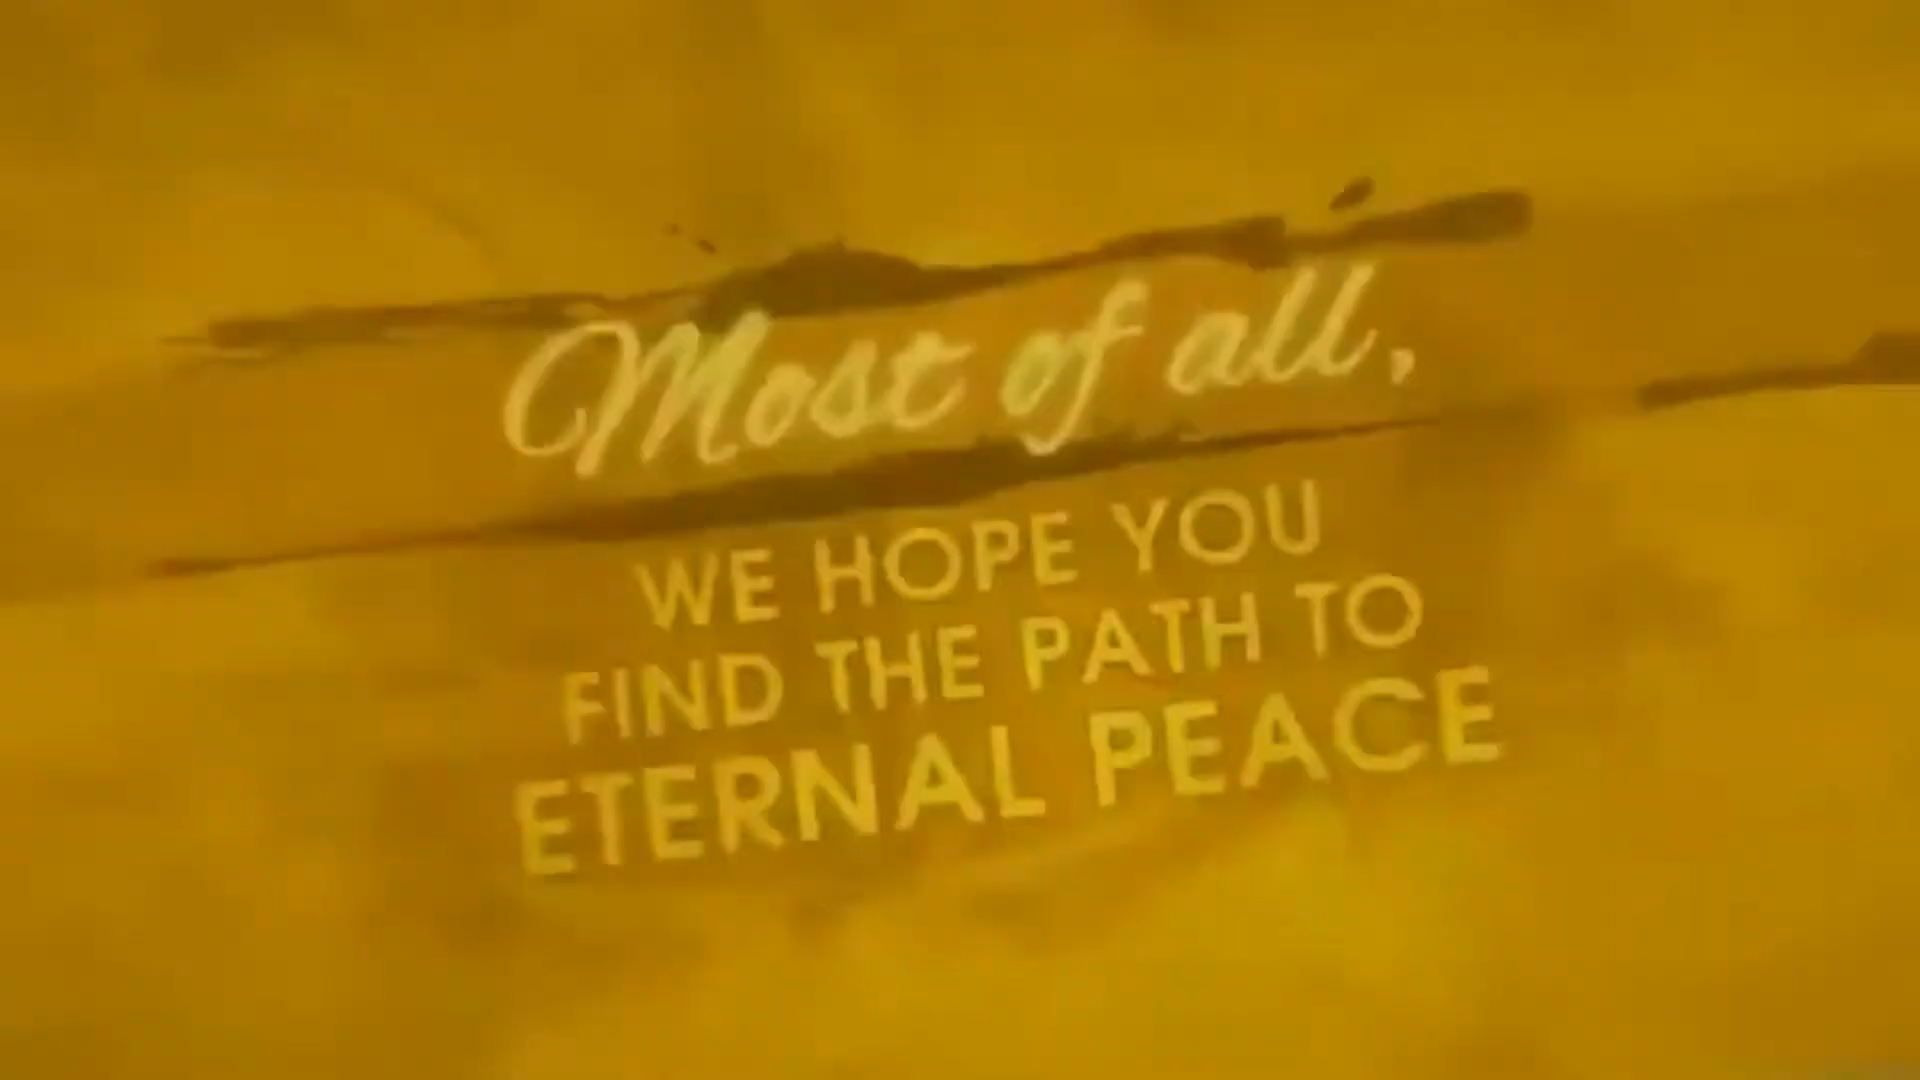 Most of all,
WE HOPE YOU
FIND THE PATH TO
ETERNAL PEACE